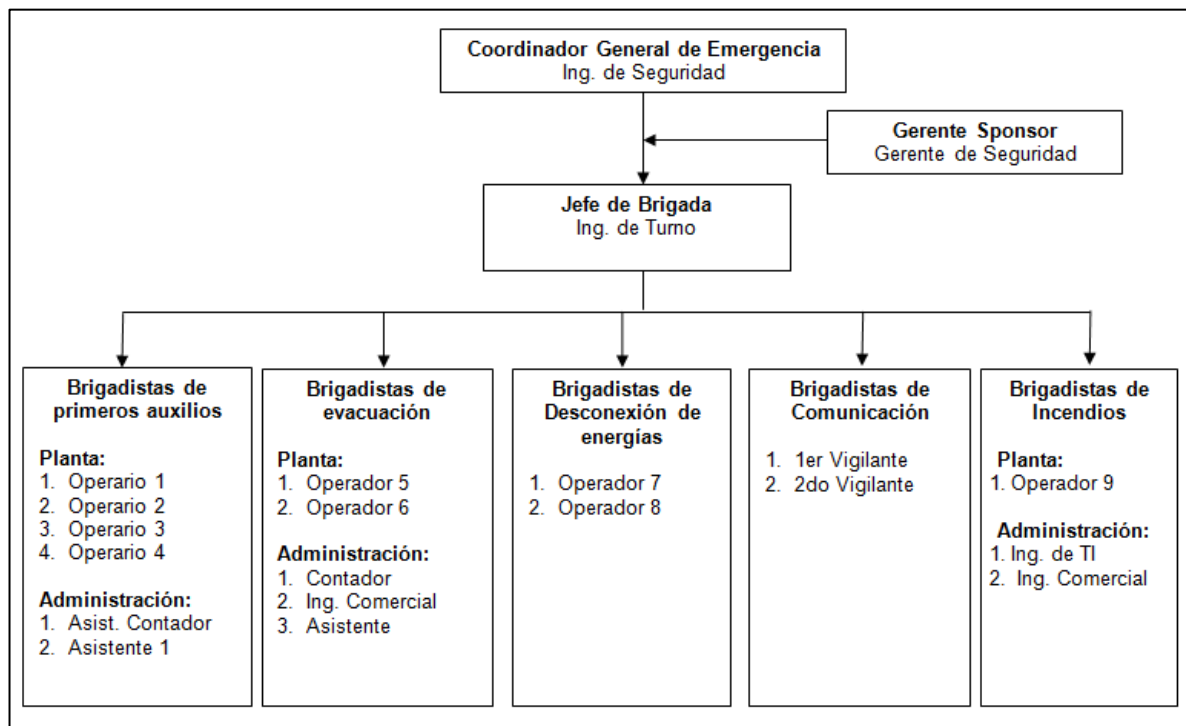 Coordinador General de Emergencia
Ing. de Seguridad
Gerente Sponsor
Gerente de Seguridad
Jefe de Brigada
Ing. de Turno
Brigadistas de
primeros auxilios
Planta:
1. Operario 1
2. Operario 2
3. Operario 3
4. Operario 4
Administración:
1. Asist. Contador
2. Asistente 1
Brigadistas de
evacuación
Planta:
1. Operador 5
2. Operador 6
Administración:
1. Contador
2. Ing. Comercial
3. Asistente
Brigadistas de
Desconexión de
energías
1. Operador 7
2. Operador 8
Brigadistas de
Comunicación
1. 1er Vigilante
2. 2do Vigilante
Brigadistas de
Incendios
Planta:
1. Operador 9
Administración:
1. Ing. de TI
2. Ing. Comercial